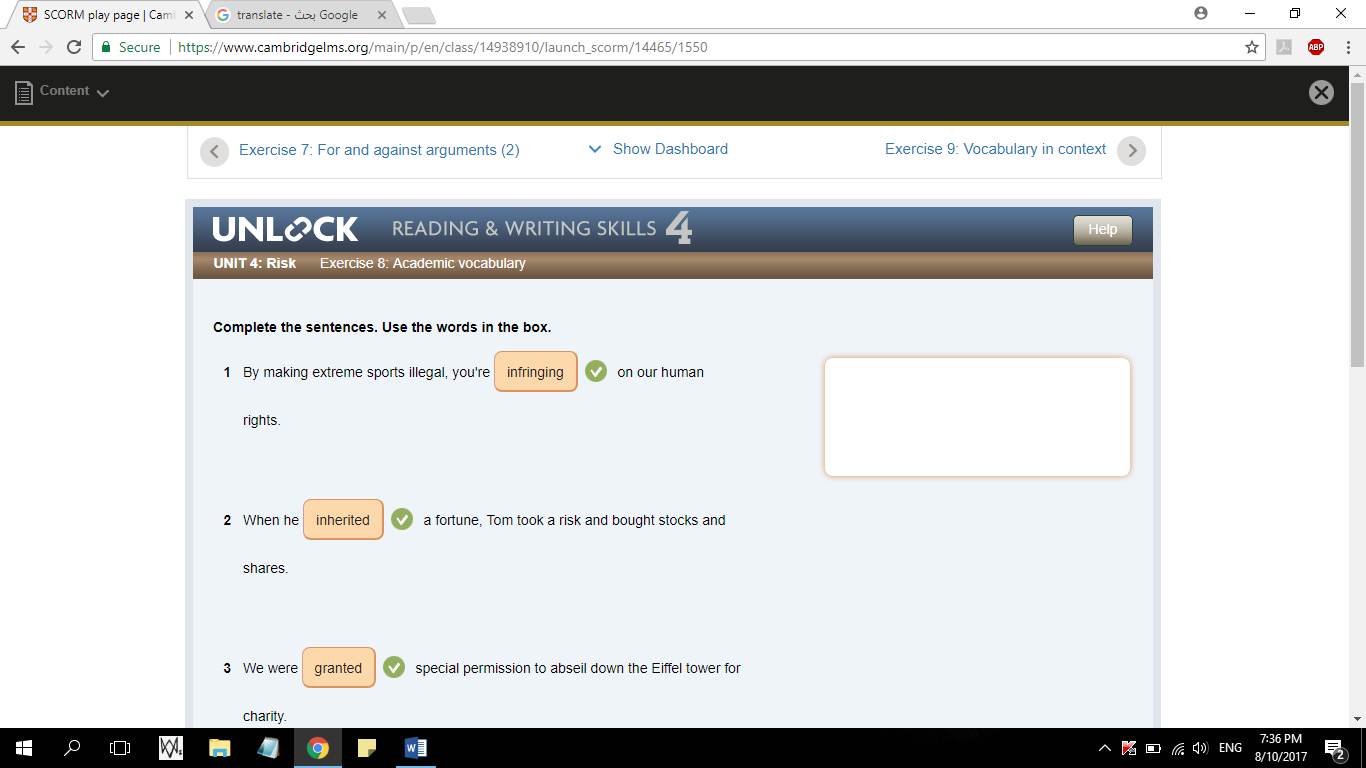 SCORM play page | Cam
translate - بحث Google
Secure
https://www.cambridgelms.org/main/p/en/class/14938910/launch_scorm/14465/1550
ABP
Content
Exercise 7: For and against arguments (2)
Show Dashboard
Exercise 9: Vocabulary in context
UNLOCK
READING & WRITING SKILLS 4
Help
UNIT 4: Risk
Exercise 8: Academic vocabulary
Complete the sentences. Use the words in the box.
1 By making extreme sports illegal, you're infringing on our human
rights.
2 When he inherited a fortune, Tom took a risk and bought stocks and
shares.
3 We were granted special permission to abseil down the Eiffel tower for
charity.
ENG
7:36 PM
8/10/2017
2